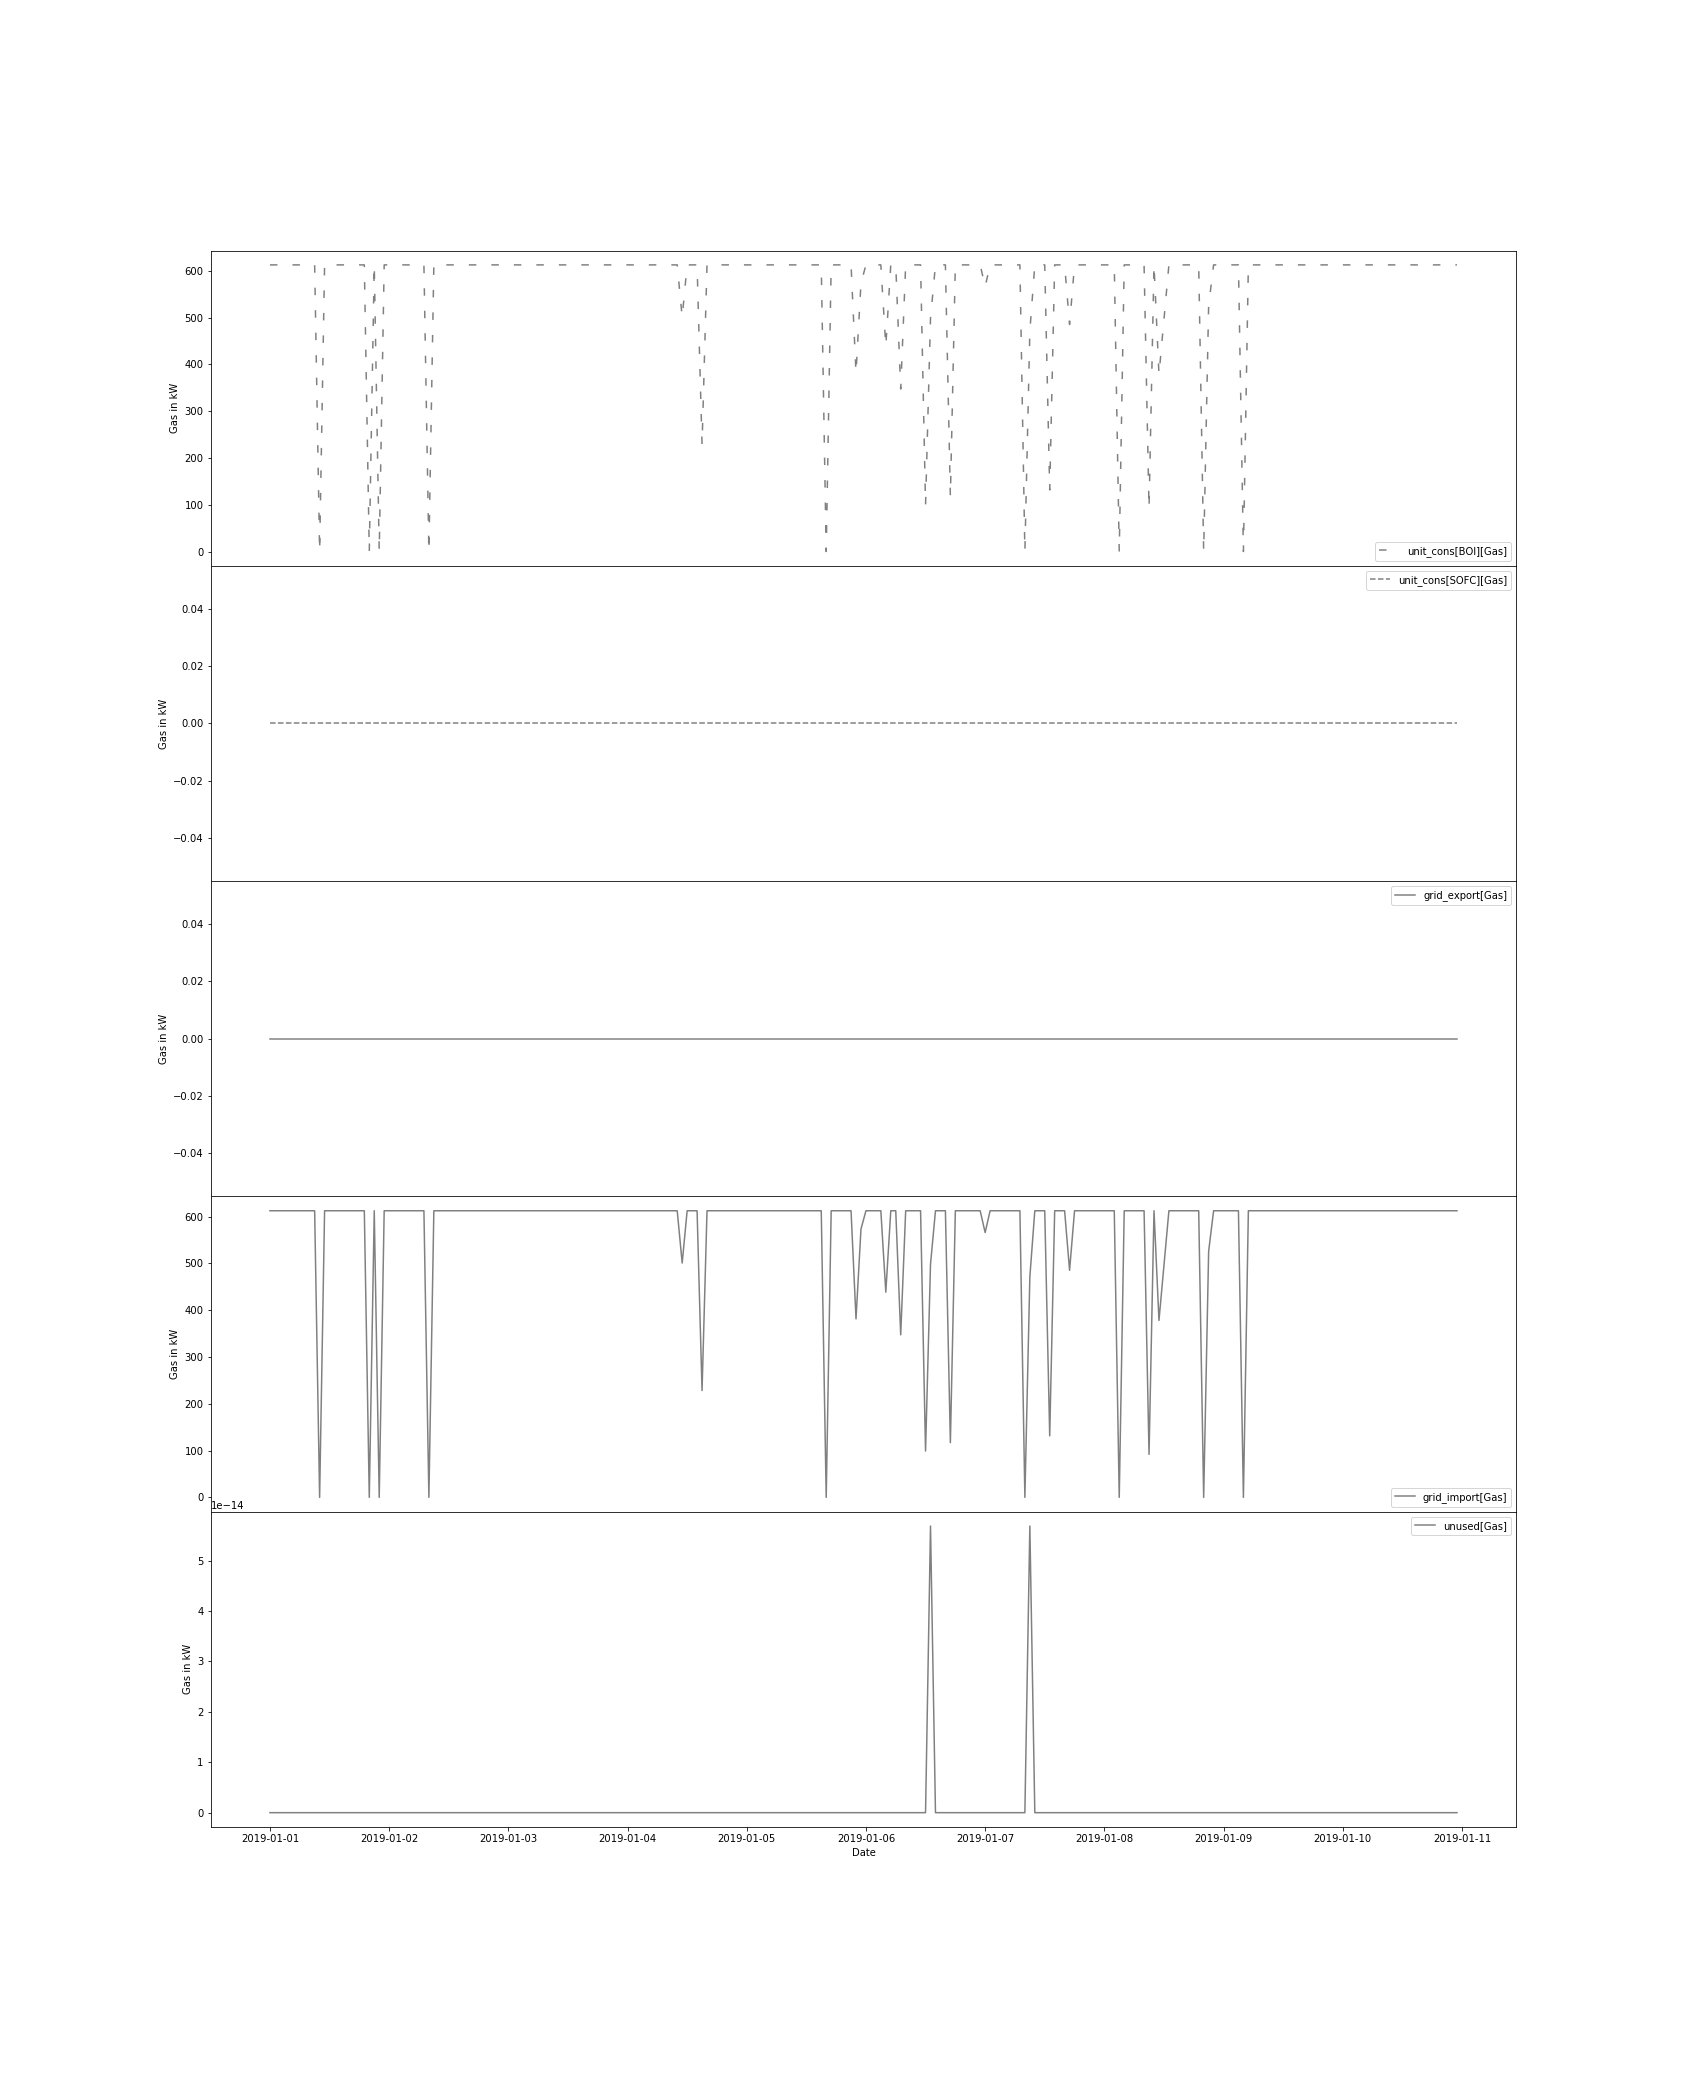 600
500
400
300
200
100
0
Gas in kW
unit_cons[BOI][Gas]
unit_cons[SOFC][Gas]
0.04
0.02
0.00
−0.02
−0.04
Gas in kW
grid_export[Gas]
0.04
0.02
0.00
−0.02
−0.04
Gas in kW
600
500
400
300
200
100
0
Gas in kW
grid_import[Gas]
1e−14
unused[Gas]
5
4
3
2
1
0
Gas in kW
2019-01-01 2019-01-02 2019-01-03 2019-01-04 2019-01-05 2019-01-06 2019-01-07 2019-01-08 2019-01-09 2019-01-10 2019-01-11
Date